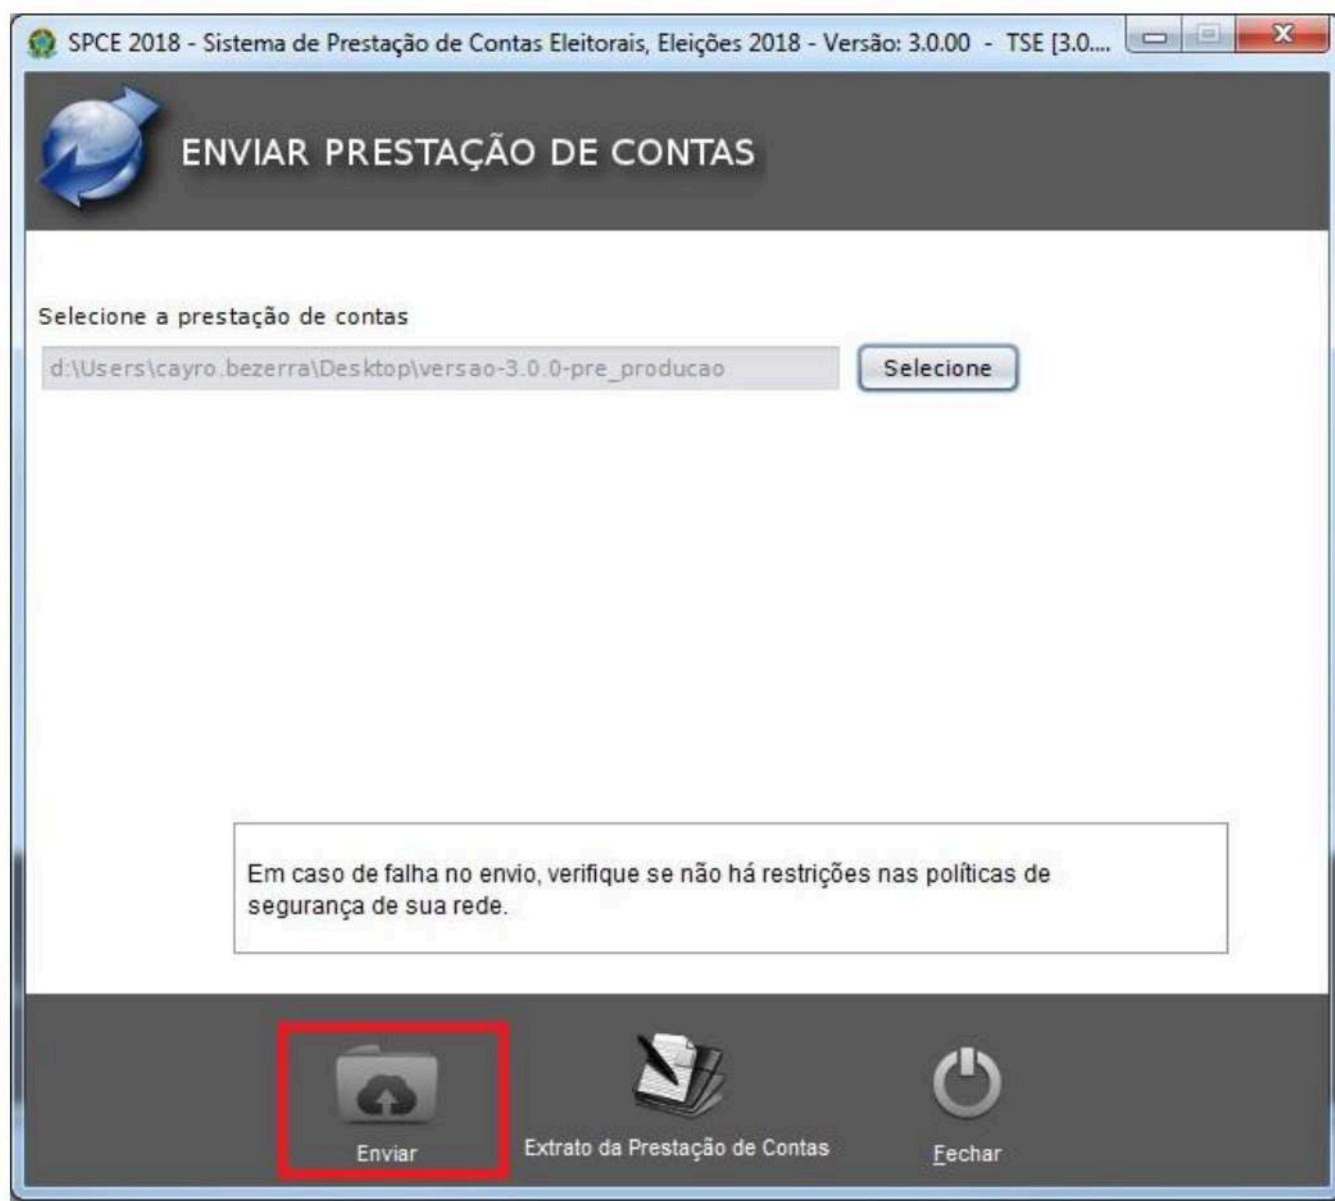 SPCE 2018 - Sistema de Prestação de Contas Eleitorais, Eleições 2018 - Versão: 3.0.00 - TSE [3.0....
ENVIAR PRESTAÇÃO DE CONTAS
Selecione a prestação de contas
d:\Users\cayro.bezerra\Desktop\versao-3.0.0-pre_producao
Selecione
Em caso de falha no envio, verifique se não há restrições nas políticas de
segurança de sua rede.
Enviar
Extrato da Prestação de Contas
Fechar